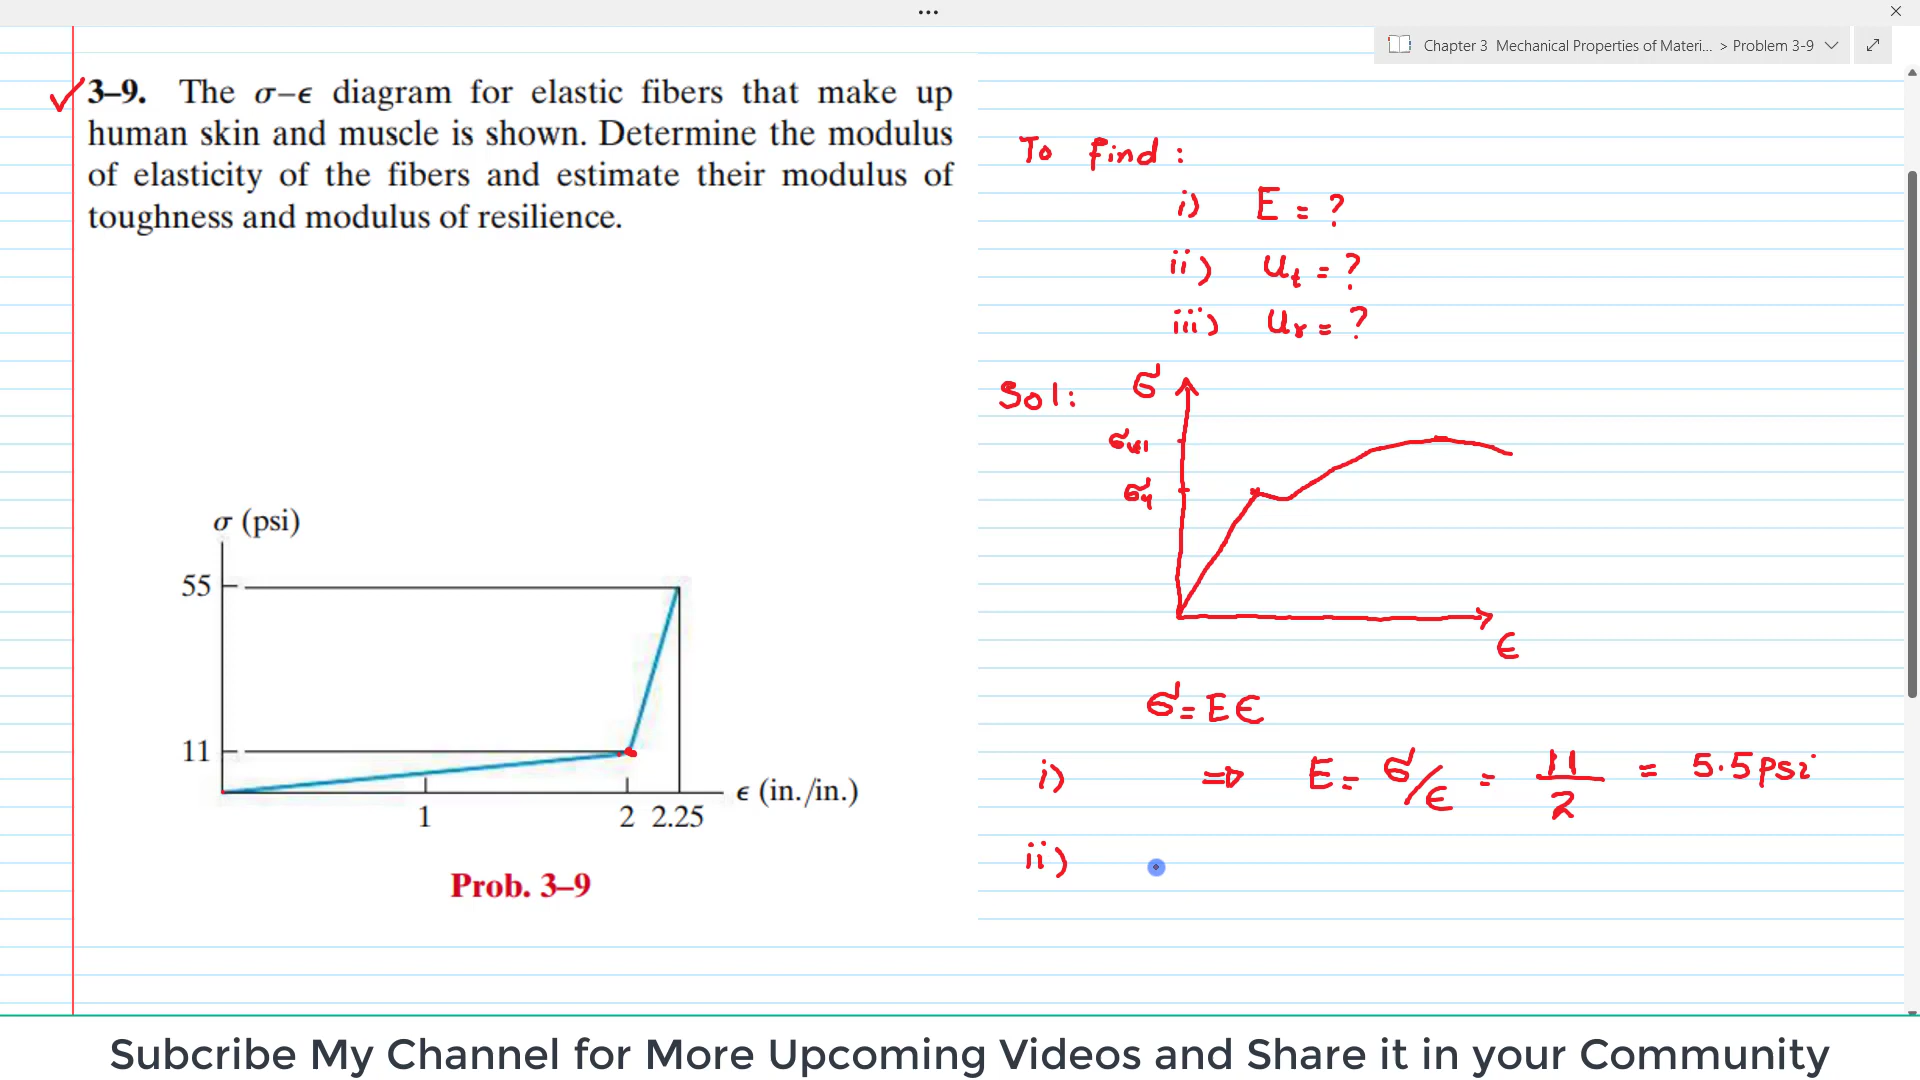 ...
Chapter 3 Mechanical Properties of Materi... > Problem 3-9
3–9. The σ–ϵ diagram for elastic fibers that make up
human skin and muscle is shown. Determine the modulus
of elasticity of the fibers and estimate their modulus of
toughness and modulus of resilience.
σ (psi)
55
11
1
2
2.25
ϵ (in./in.)
Prob. 3–9
To find:
i) E = ?
ii) ut = ?
iii) ur = ?
Sol:
σ
σult
σy
ϵ
σ = Eϵ
i) ⇒ E = σ/ϵ = 11/2 = 5.5psi
ii)
Subcribe My Channel for More Upcoming Videos and Share it in your Community